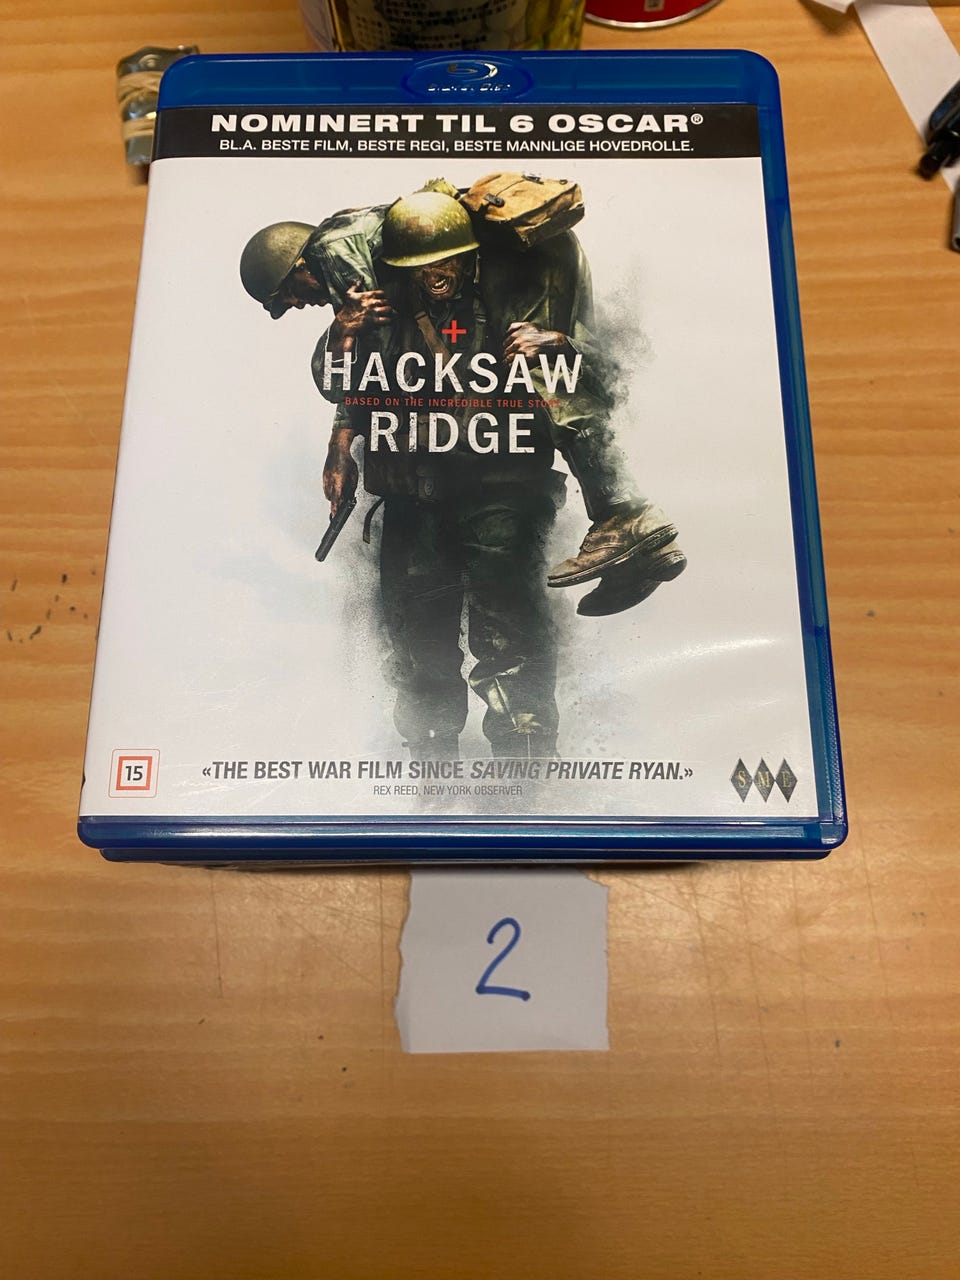 NOMINERT TIL 6 OSCAR®
BL.A. BESTE FILM, BESTE REGI, BESTE MANNLIGE HOVEDROLLE.
HACKSAW
BASED ON THE INCREDIBLE TRUE STORY
RIDGE
15
«THE BEST WAR FILM SINCE SAVING PRIVATE RYAN.»
REX REED, NEW YORK OBSERVER
SME
2